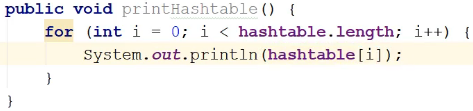 public void printHashtable() {
for (int i = 0; i < hashtable.length; i++) {
System.out.println(hashtable[i]);
}
}